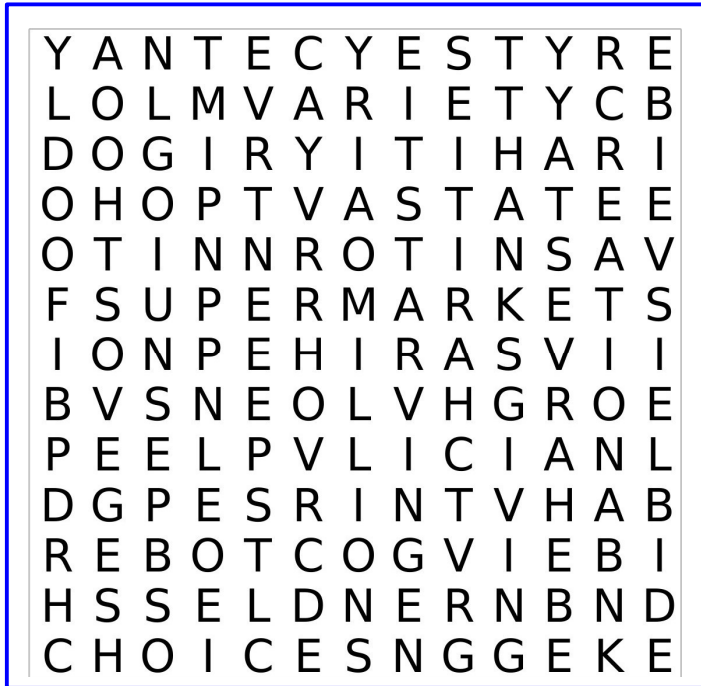 Y A N T E C Y E S T Y R E
L O L M V A R I E T Y C B
D O G I R Y I T I H A R I
O H O P T V A S T A T E E
O T I N N R O T I N S A V
F S U P E R M A R K E T S
I O N P E H I R A S V I I
B V S N E O L V H G R O E
P E E L P V L I C I A N L
D G P E S R I N T V H A B
R E B O T C O G V I E B I
H S S E L D N E R N B N D
C H O I C E S N G G E K E